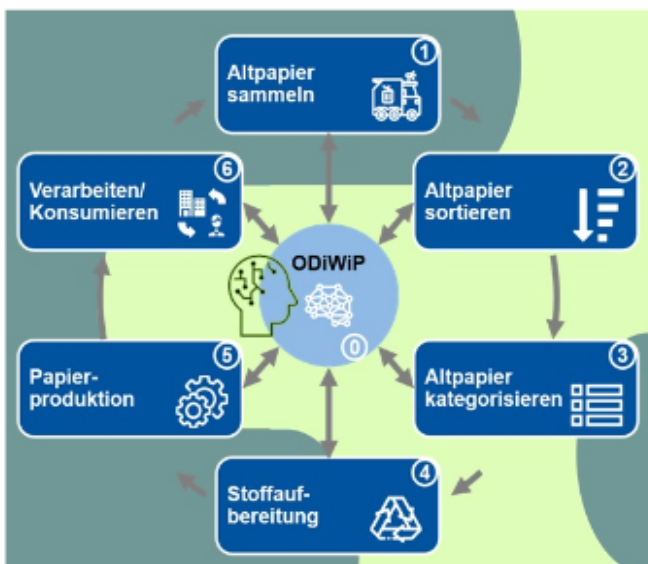 1
Altpapier
sammeln
2
Altpapier
sortieren
3
Altpapier
kategorisieren
4
Stoffauf-
bereitung
5
Papier-
produktion
6
Verarbeiten/
Konsumieren
ODiWiP
0